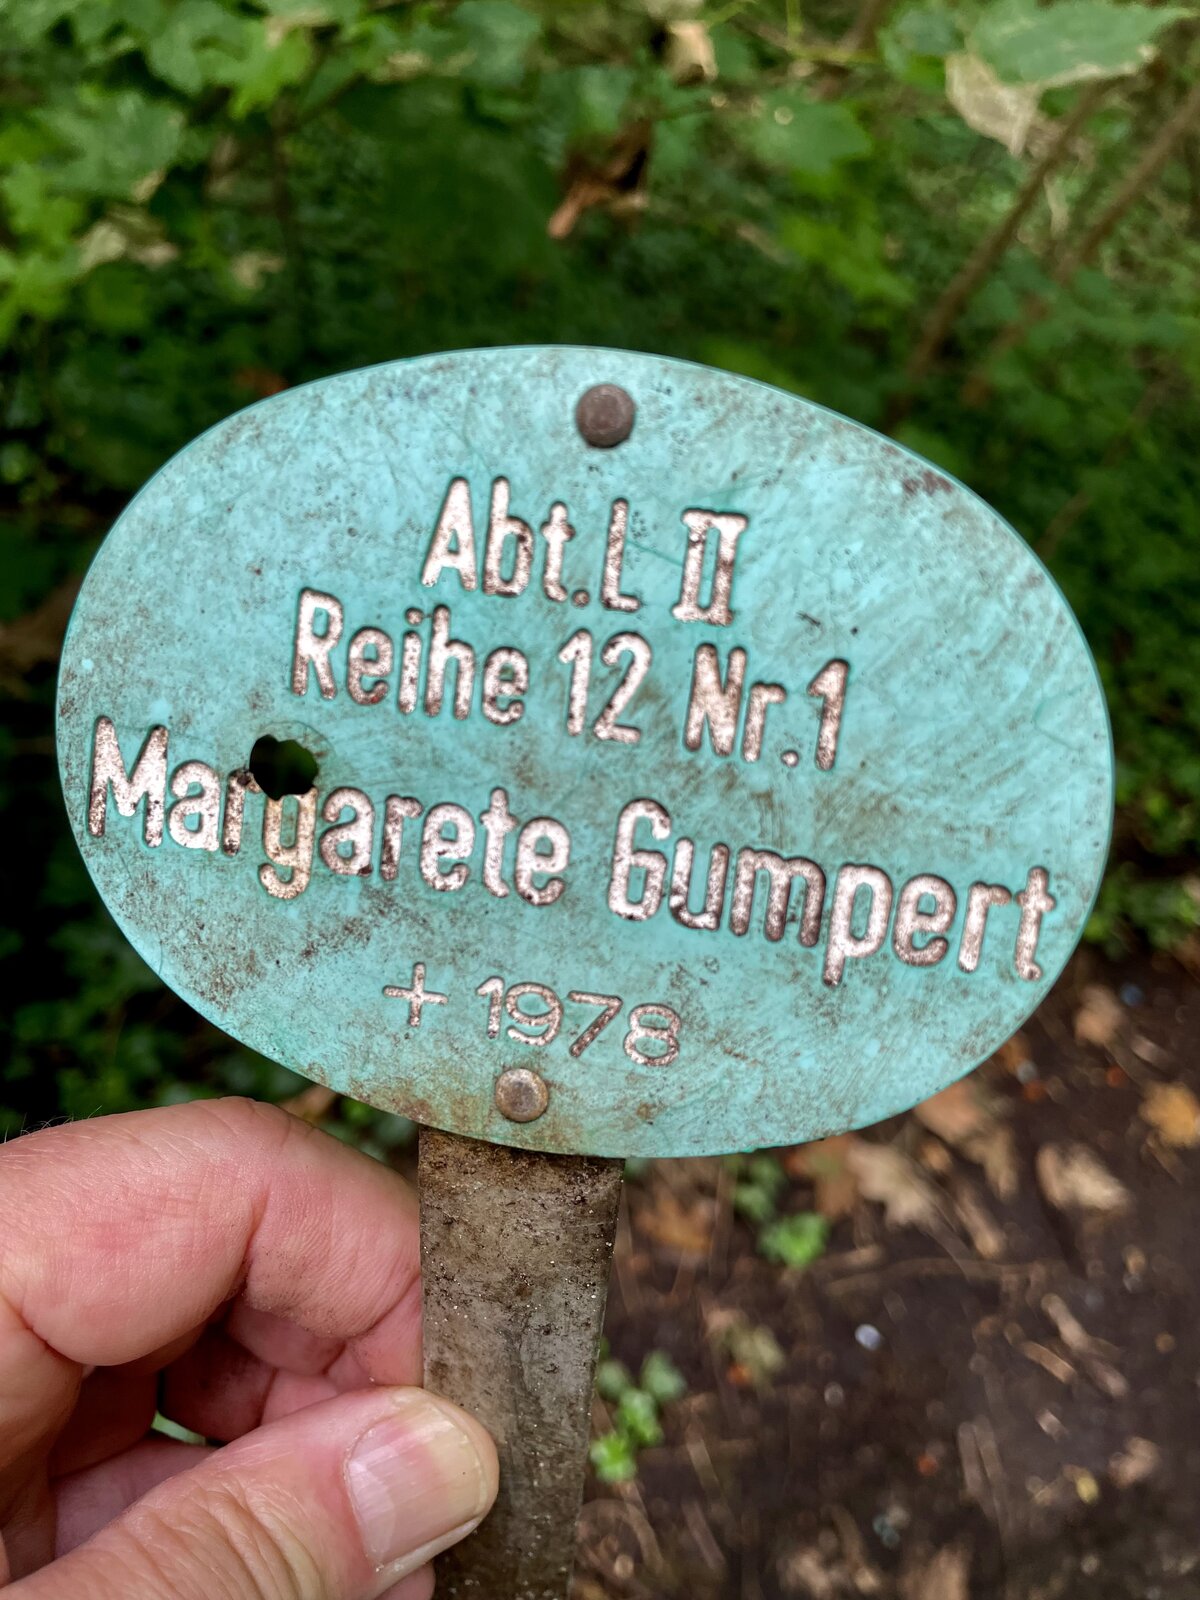 Abt. L II
Reihe 12 Nr. 1
Margarete Gumpert
+ 1978